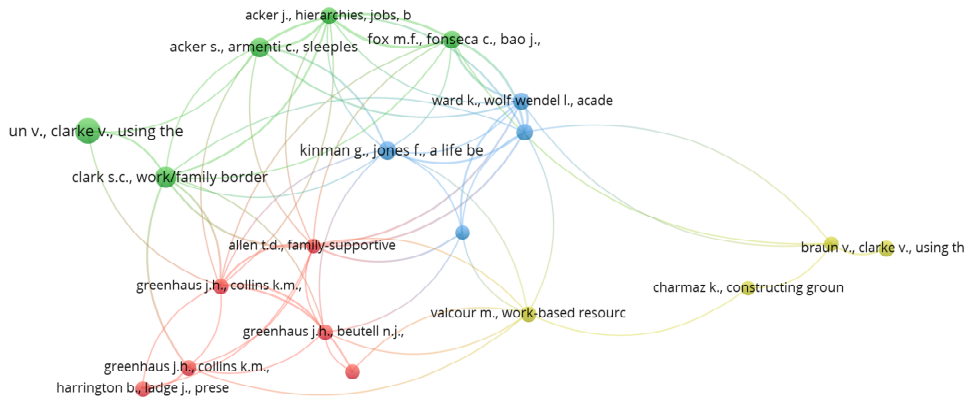 acker j., hierarchies, jobs, b
fox m.f., fonseca c., bao j.,
acker s., armenti c., sleeples
ward k., wolf-wendel l., acade
un v., clarke v., using the
kinman g., jones f., a life be
clark s.c., work/family border
allen t.d., family-supportive
braun v., clarke v., using th
greenhaus j.h., collins k.m.,
charmaz k., constructing groun
valcour m., work-based resourc
greenhaus j.h., beutell n.j.,
greenhaus j.h., collins k.m.,
harrington b., ladge j., prese